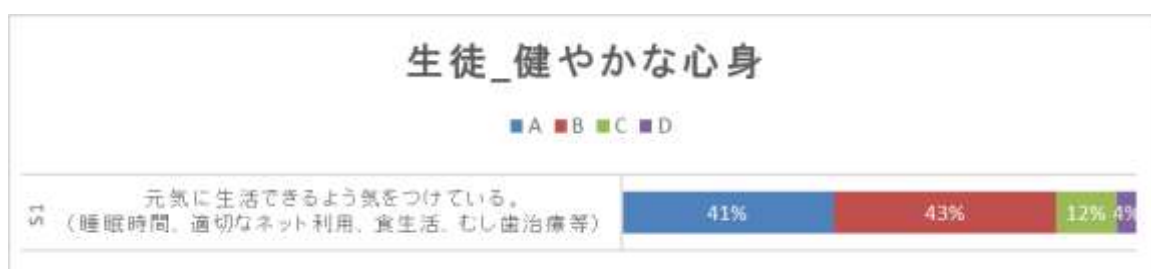 生徒_健やかな心身
A B C D
S1
元気に生活できるよう気をつけている。
（睡眠時間、適切なネット利用、食生活、むし歯治療等）
41% 43% 12% 4%